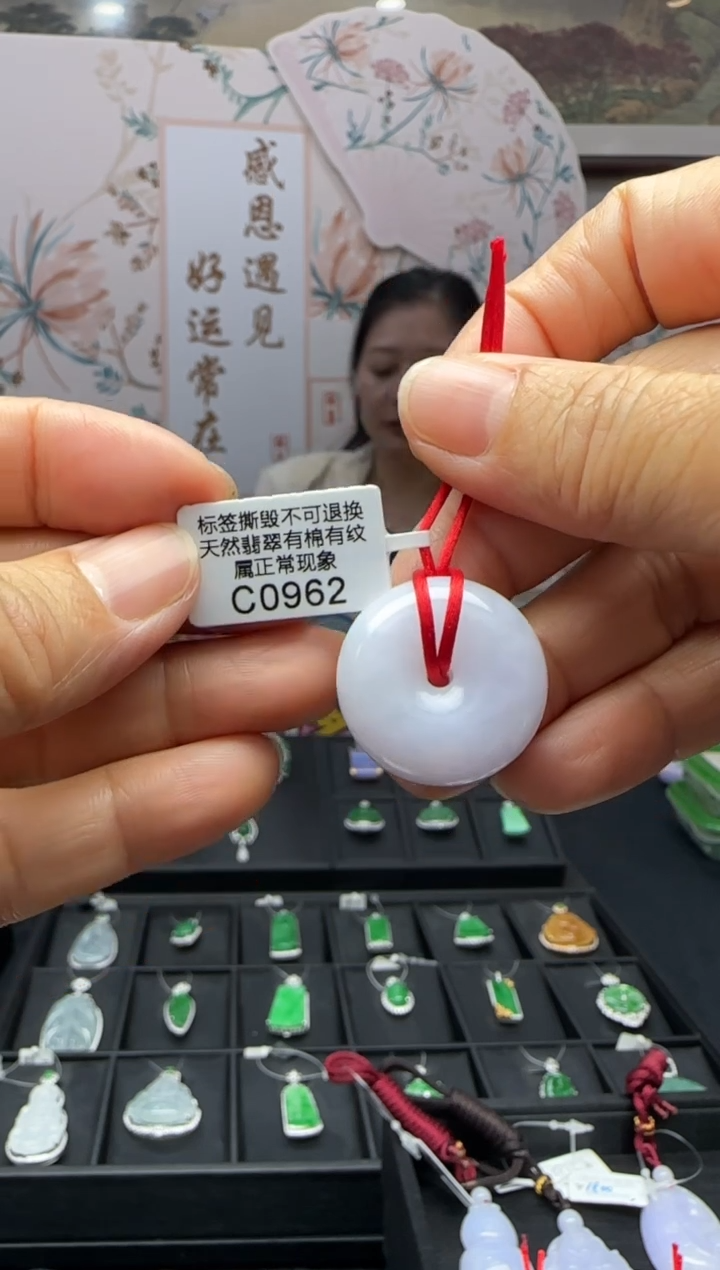 感恩遇见
好运常在
标签撕毁不可退换
天然翡翠有棉有纹
属正常现象
C0962